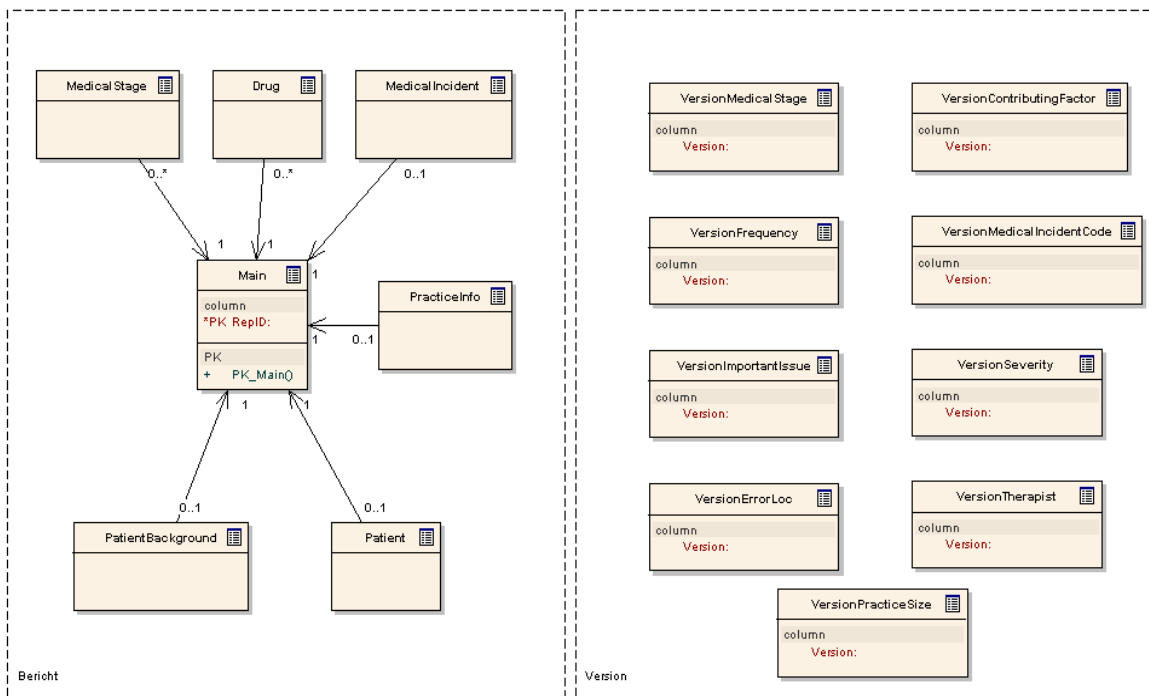 MedicalStage
Drug
MedicalIncident
0..*
0..*
0..1
1
1
1
Main
column
*PK RepID:
PK
+ PK_Main()
PracticeInfo
1
0..1
1
1
0..1
0..1
PatientBackground
Patient
Bericht
VersionMedicalStage
column
Version:
VersionContributingFactor
column
Version:
VersionFrequency
column
Version:
VersionMedicalIncidentCode
column
Version:
VersionImportantIssue
column
Version:
VersionSeverity
column
Version:
VersionErrorLoc
column
Version:
VersionTherapist
column
Version:
VersionPracticeSize
column
Version:
Version